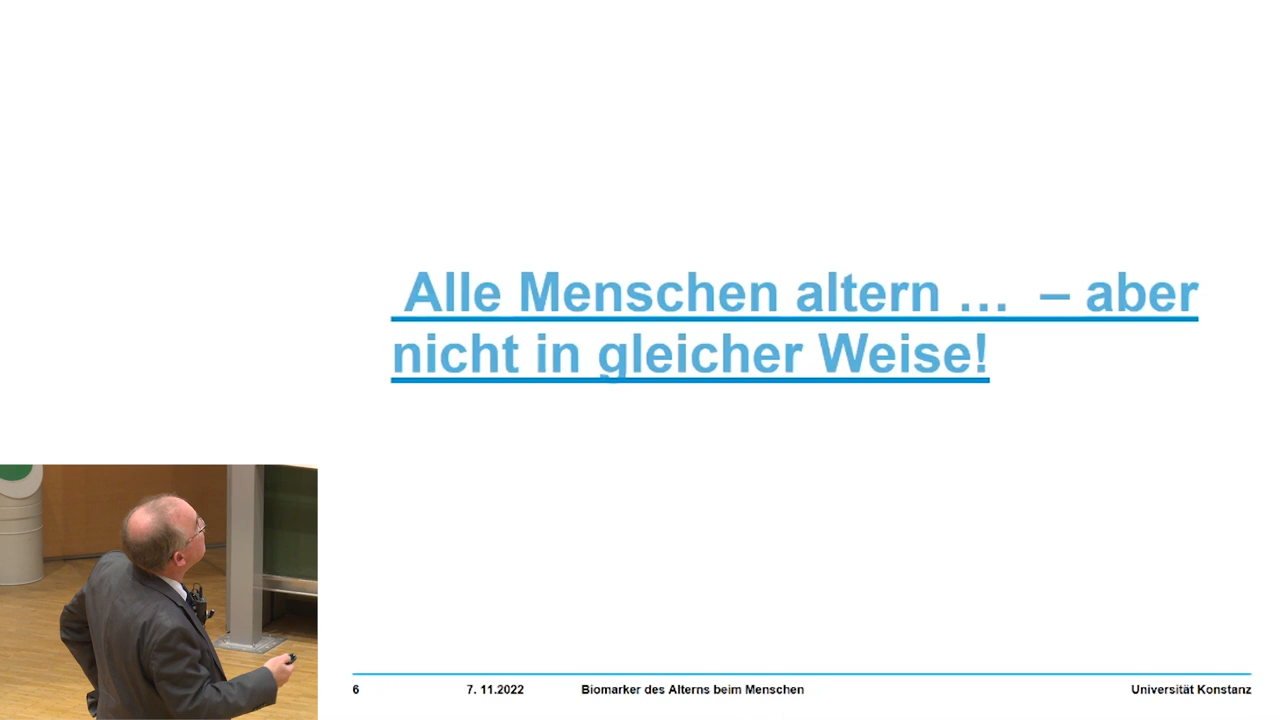 Alle Menschen altern … – aber
nicht in gleicher Weise!
6 7. 11.2022 Biomarker des Alterns beim Menschen Universität Konstanz